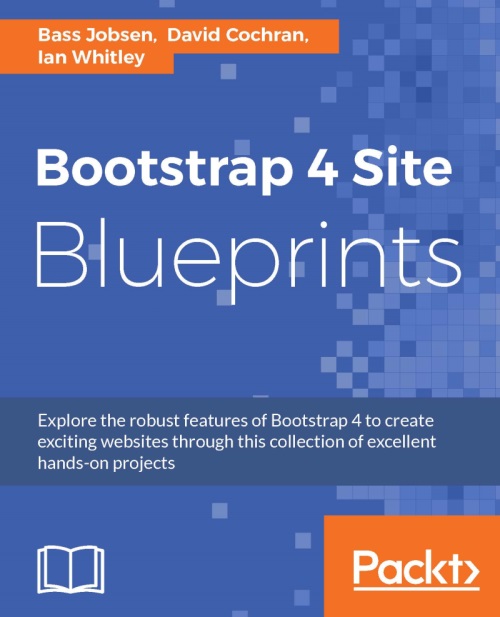 Bass Jobsen, David Cochran,
Ian Whitley
Bootstrap 4 Site
Blueprints
Explore the robust features of Bootstrap 4 to create
exciting websites through this collection of excellent
hands-on projects
Packt>